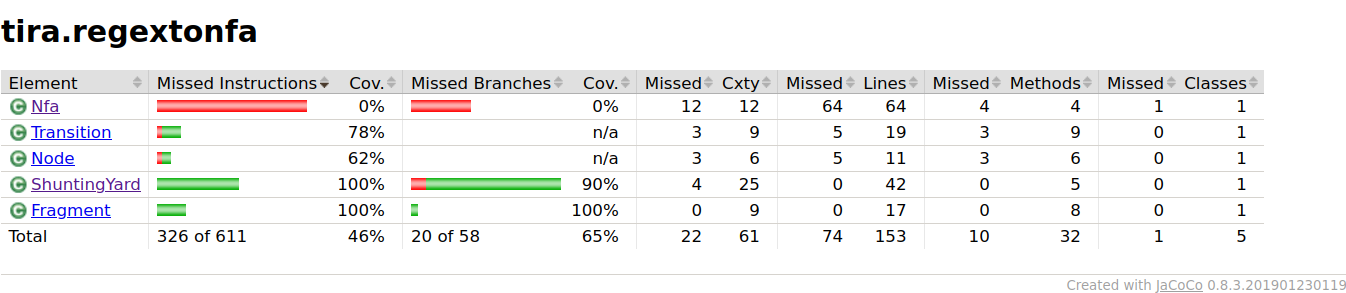 tira.regextonfa
Element Missed Instructions Cov. Missed Branches Cov. Missed Cxty Missed Lines Missed Methods Missed Classes
Nfa 0% 0% 12 12 64 64 4 4 1 1
Transition 78% n/a 3 9 5 19 3 9 0 1
Node 62% n/a 3 6 5 11 3 6 0 1
ShuntingYard 100% 90% 4 25 0 42 0 5 0 1
Fragment 100% 100% 0 9 0 17 0 8 0 1
Total 326 of 611 46% 20 of 58 65% 22 61 74 153 10 32 1 5
Created with JaCoCo 0.8.3.201901230119